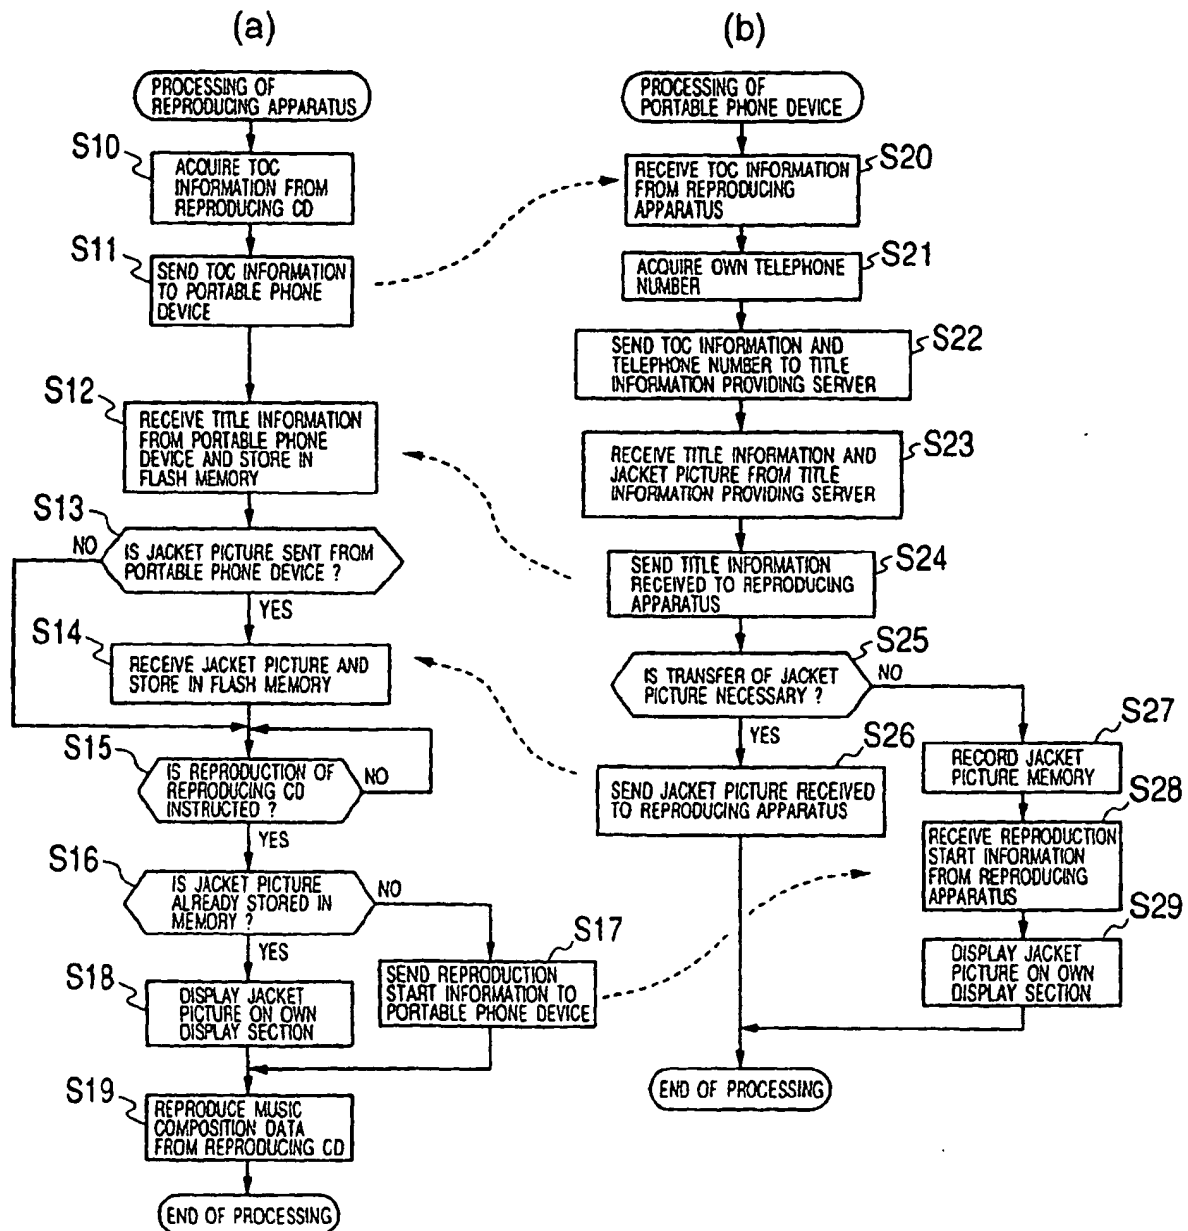 (a)
PROCESSING OF
REPRODUCING APPARATUS
S10
ACQUIRE TOC
INFORMATION FROM
REPRODUCING CD
S11
SEND TOC INFORMATION
TO PORTABLE PHONE
DEVICE
S12
RECEIVE TITLE INFORMATION
FROM PORTABLE PHONE
DEVICE AND STORE IN
FLASH MEMORY
S13
NO
IS JACKET PICTURE SENT FROM
PORTABLE PHONE DEVICE ?
YES
S14
RECEIVE JACKET PICTURE AND
STORE IN FLASH MEMORY
S15
IS REPRODUCTION OF
REPRODUCING CD
INSTRUCTED ?
NO
YES
S16
IS JACKET PICTURE
ALREADY STORED IN
MEMORY ?
NO
YES
S17
SEND REPRODUCTION
START INFORMATION TO
PORTABLE PHONE DEVICE
S18
DISPLAY JACKET
PICTURE ON OWN
DISPLAY SECTION
S19
REPRODUCE MUSIC
COMPOSITION DATA
FROM REPRODUCING CD
END OF PROCESSING
(b)
PROCESSING OF
PORTABLE PHONE DEVICE
S20
RECEIVE TOC INFORMATION
FROM REPRODUCING
APPARATUS
S21
ACQUIRE OWN TELEPHONE
NUMBER
S22
SEND TOC INFORMATION AND
TELEPHONE NUMBER TO TITLE
INFORMATION PROVIDING SERVER
S23
RECEIVE TITLE INFORMATION AND
JACKET PICTURE FROM TITLE
INFORMATION PROVIDING SERVER
S24
SEND TITLE INFORMATION
RECEIVED TO REPRODUCING
APPARATUS
S25
IS TRANSFER OF JACKET
PICTURE NECESSARY ?
NO
YES
S26
SEND JACKET PICTURE RECEIVED
TO REPRODUCING APPARATUS
S27
RECORD JACKET
PICTURE MEMORY
S28
RECEIVE REPRODUCTION
START INFORMATION
FROM REPRODUCING
APPARATUS
S29
DISPLAY JACKET
PICTURE ON OWN
DISPLAY SECTION
END OF PROCESSING